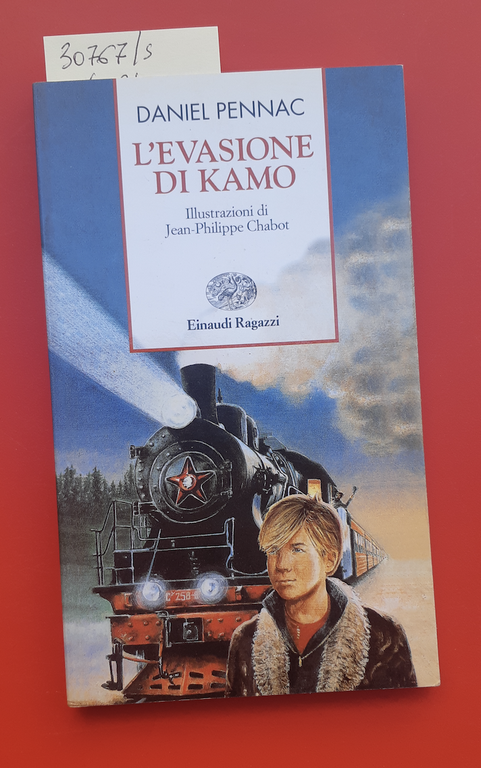 30767/s
DANIEL PENNAC
L'EVASIONE
DI KAMO
Illustrazioni di
Jean-Philippe Chabot
Einaudi Ragazzi